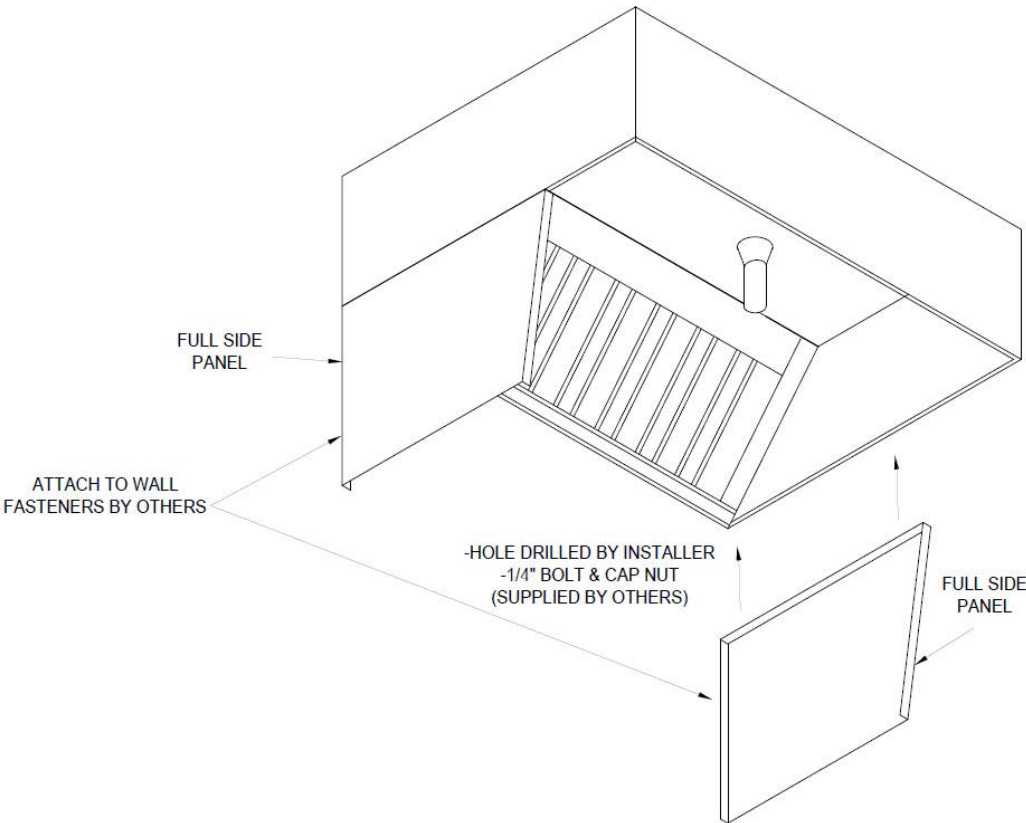 FULL SIDE
PANEL
ATTACH TO WALL
FASTENERS BY OTHERS
-HOLE DRILLED BY INSTALLER
-1/4" BOLT & CAP NUT
(SUPPLIED BY OTHERS)
FULL SIDE
PANEL